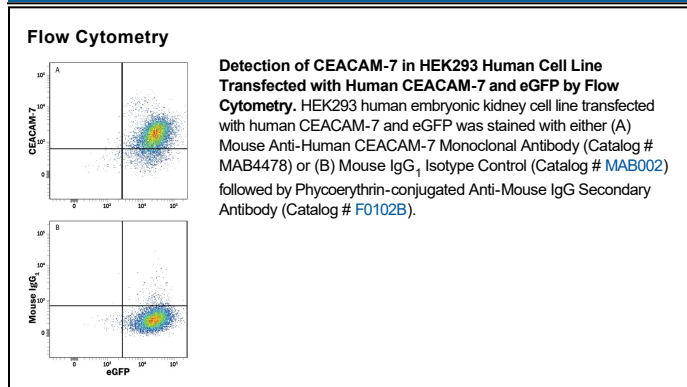 Flow Cytometry
Detection of CEACAM-7 in HEK293 Human Cell Line
Transfected with Human CEACAM-7 and eGFP by Flow
Cytometry. HEK293 human embryonic kidney cell line transfected
with human CEACAM-7 and eGFP was stained with either (A)
Mouse Anti-Human CEACAM-7 Monoclonal Antibody (Catalog #
MAB4478) or (B) Mouse IgG1 Isotype Control (Catalog # MAB002)
followed by Phycoerythrin-conjugated Anti-Mouse IgG Secondary
Antibody (Catalog # F0102B).
A
CEACAM-7
0
0
B
Mouse IgG1
0
0
eGFP